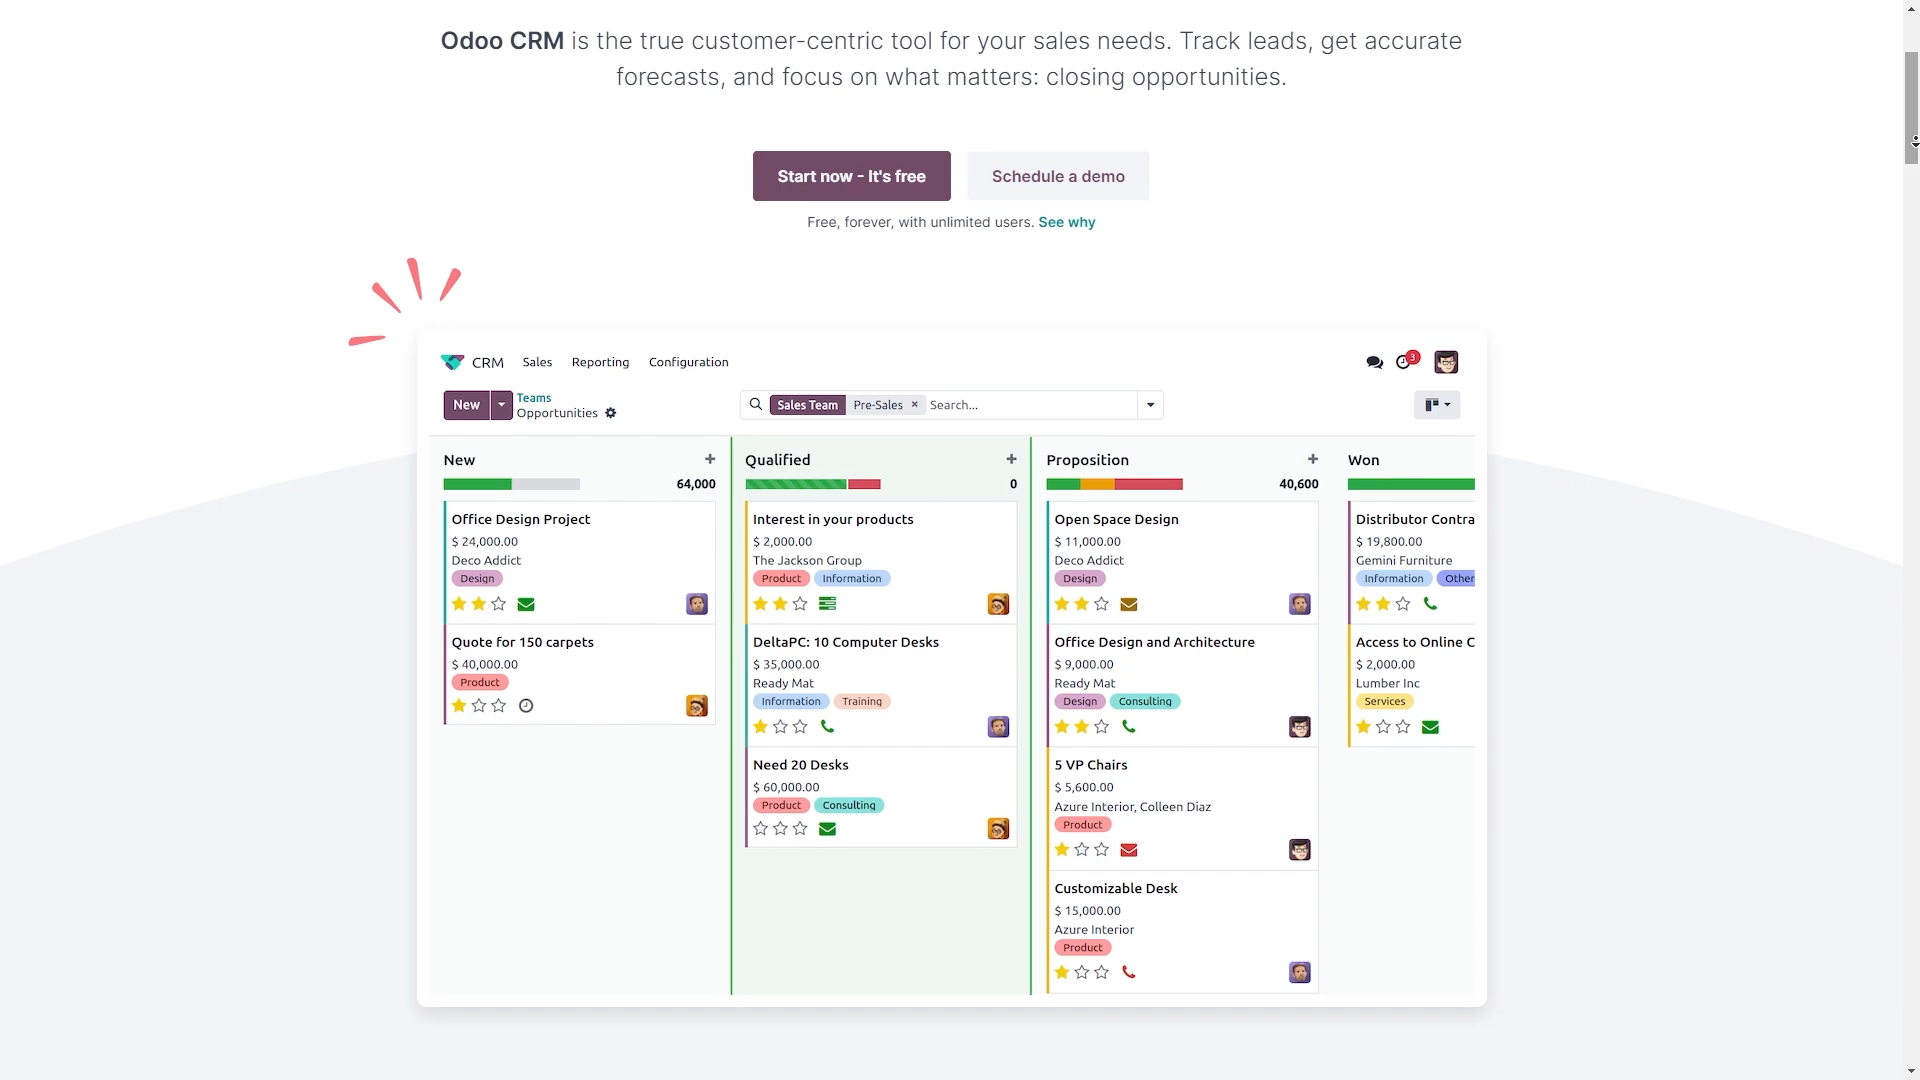 Odoo CRM is the true customer-centric tool for your sales needs. Track leads, get accurate
forecasts, and focus on what matters: closing opportunities.
Start now - It's free
Schedule a demo
Free, forever, with unlimited users. See why
CRM Sales Reporting Configuration
3
New
Teams
Opportunities
Sales Team Pre-Sales × Search...
New
64,000
Office Design Project
$ 24,000.00
Deco Addict
Design
Quote for 150 carpets
$ 40,000.00
Product
Qualified
0
Interest in your products
$ 2,000.00
The Jackson Group
Product Information
DeltaPC: 10 Computer Desks
$ 35,000.00
Ready Mat
Information Training
Need 20 Desks
$ 60,000.00
Product Consulting
Proposition
40,600
Open Space Design
$ 11,000.00
Deco Addict
Design
Office Design and Architecture
$ 9,000.00
Ready Mat
Design Consulting
5 VP Chairs
$ 5,600.00
Azure Interior, Colleen Diaz
Product
Customizable Desk
$ 15,000.00
Azure Interior
Product
Won
Distributor Contra
$ 19,800.00
Gemini Furniture
Information Other
Access to Online C
$ 2,000.00
Lumber Inc
Services